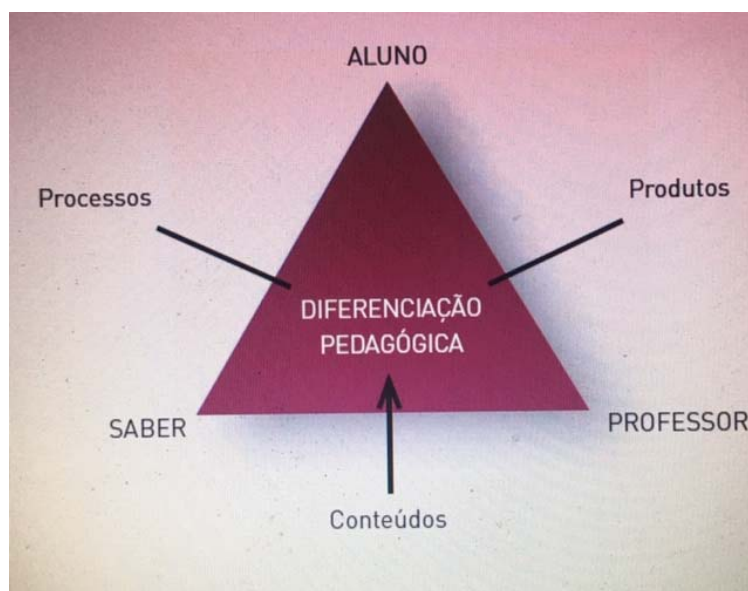 ALUNO
Processos
Produtos
DIFERENCIAÇÃO
PEDAGÓGICA
SABER
PROFESSOR
Conteúdos